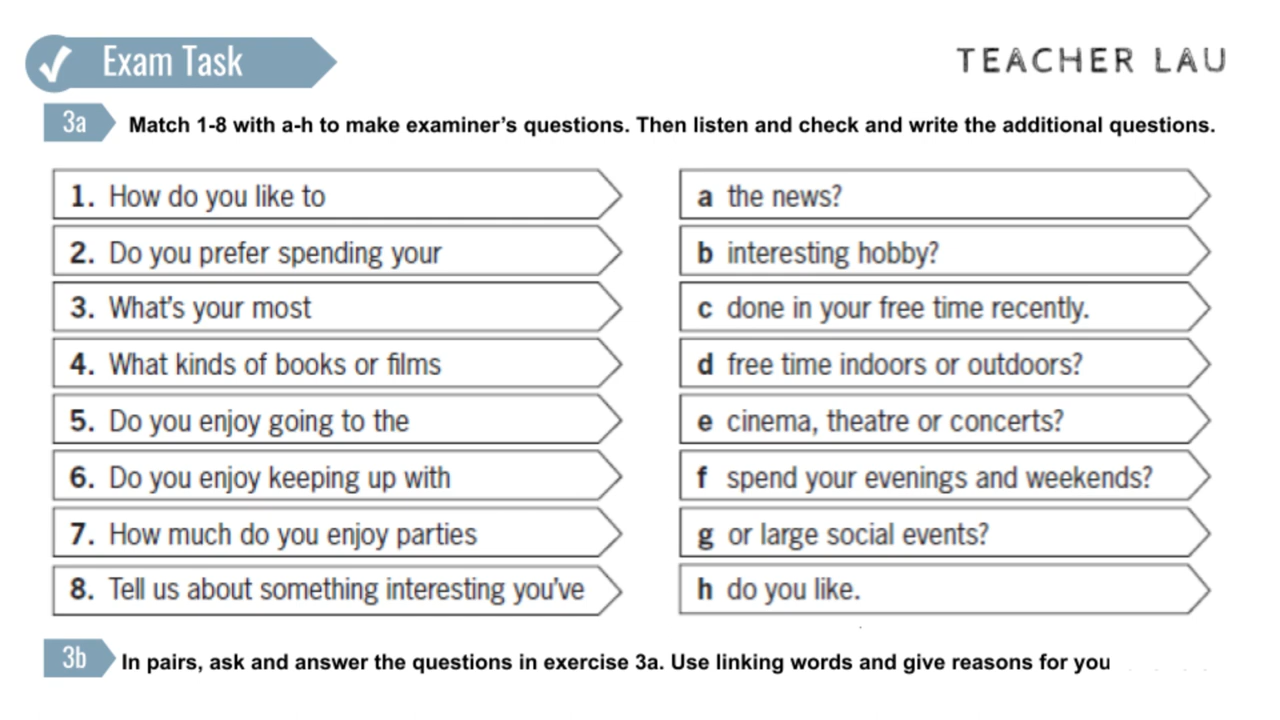 Exam Task
TEACHER LAU
3a Match 1-8 with a-h to make examiner's questions. Then listen and check and write the additional questions.
1. How do you like to
2. Do you prefer spending your
3. What's your most
4. What kinds of books or films
5. Do you enjoy going to the
6. Do you enjoy keeping up with
7. How much do you enjoy parties
8. Tell us about something interesting you've
a the news?
b interesting hobby?
c done in your free time recently.
d free time indoors or outdoors?
e cinema, theatre or concerts?
f spend your evenings and weekends?
g or large social events?
h do you like.
3b In pairs, ask and answer the questions in exercise 3a. Use linking words and give reasons for you